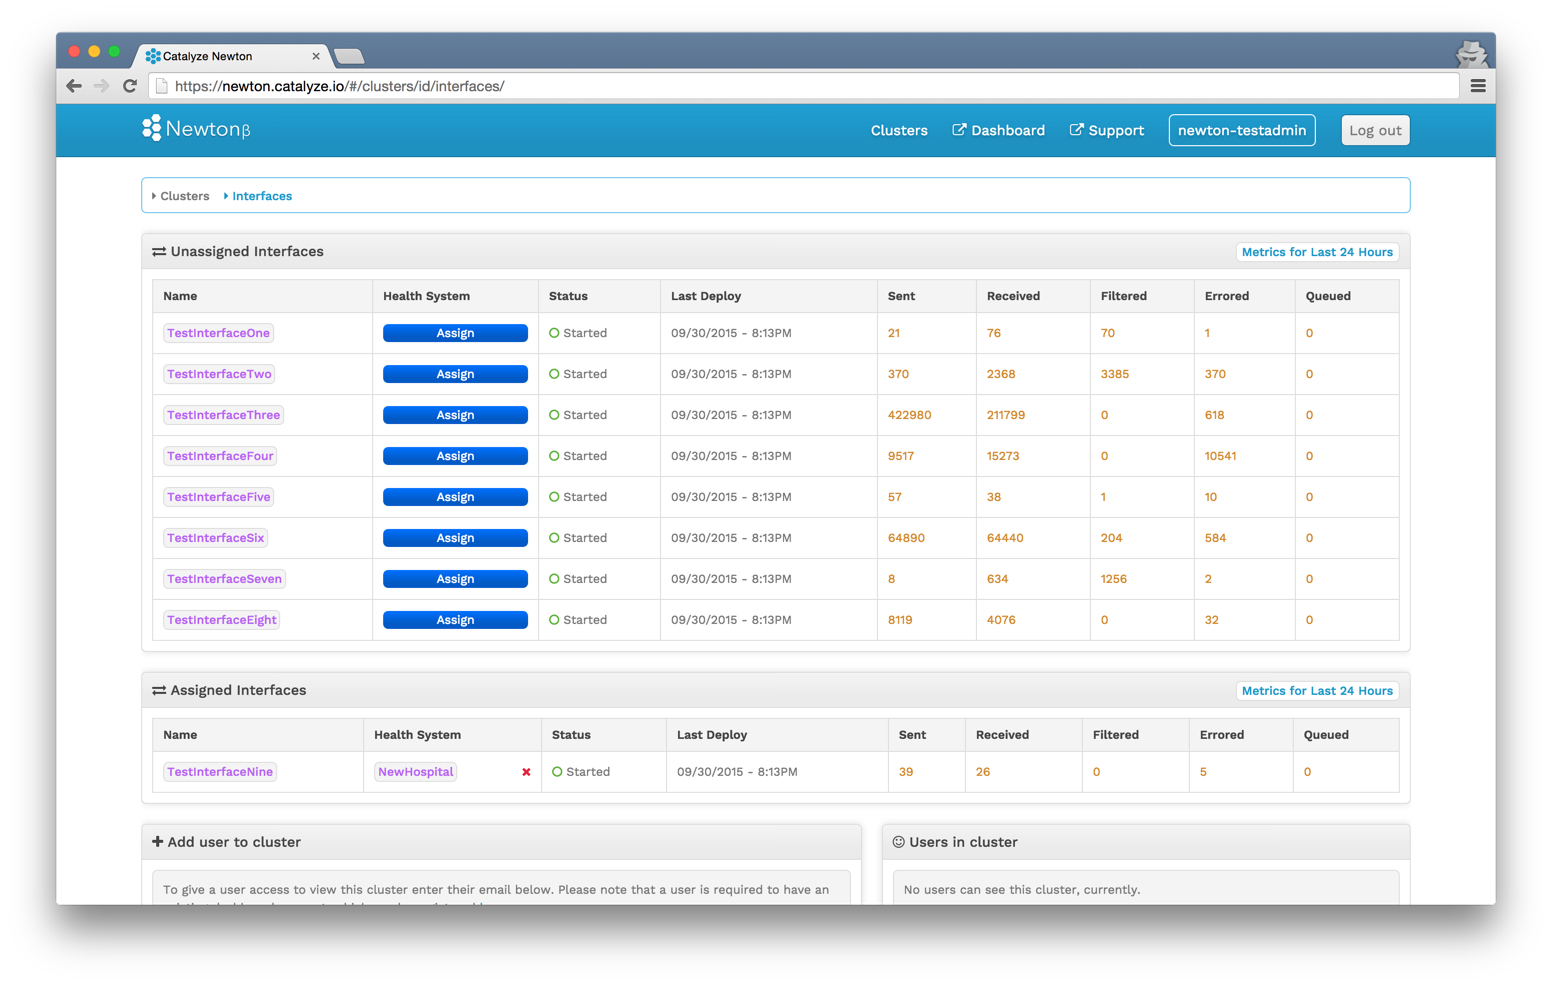 Catalyze Newton
https://newton.catalyze.io/#/clusters/id/interfaces/
Newtonβ
Clusters Dashboard Support newton-testadmin Log out
Clusters Interfaces
Unassigned Interfaces Metrics for Last 24 Hours
Name Health System Status Last Deploy Sent Received Filtered Errored Queued
TestInterfaceOne Assign Started 09/30/2015 - 8:13PM 21 76 70 1 0
TestInterfaceTwo Assign Started 09/30/2015 - 8:13PM 370 2368 3385 370 0
TestInterfaceThree Assign Started 09/30/2015 - 8:13PM 422980 211799 0 618 0
TestInterfaceFour Assign Started 09/30/2015 - 8:13PM 9517 15273 0 10541 0
TestInterfaceFive Assign Started 09/30/2015 - 8:13PM 57 38 1 10 0
TestInterfaceSix Assign Started 09/30/2015 - 8:13PM 64890 64440 204 584 0
TestInterfaceSeven Assign Started 09/30/2015 - 8:13PM 8 634 1256 2 0
TestInterfaceEight Assign Started 09/30/2015 - 8:13PM 8119 4076 0 32 0
Assigned Interfaces Metrics for Last 24 Hours
Name Health System Status Last Deploy Sent Received Filtered Errored Queued
TestInterfaceNine NewHospital Started 09/30/2015 - 8:13PM 39 26 0 5 0
Add user to cluster
To give a user access to view this cluster enter their email below. Please note that a user is required to have an
Users in cluster
No users can see this cluster, currently.